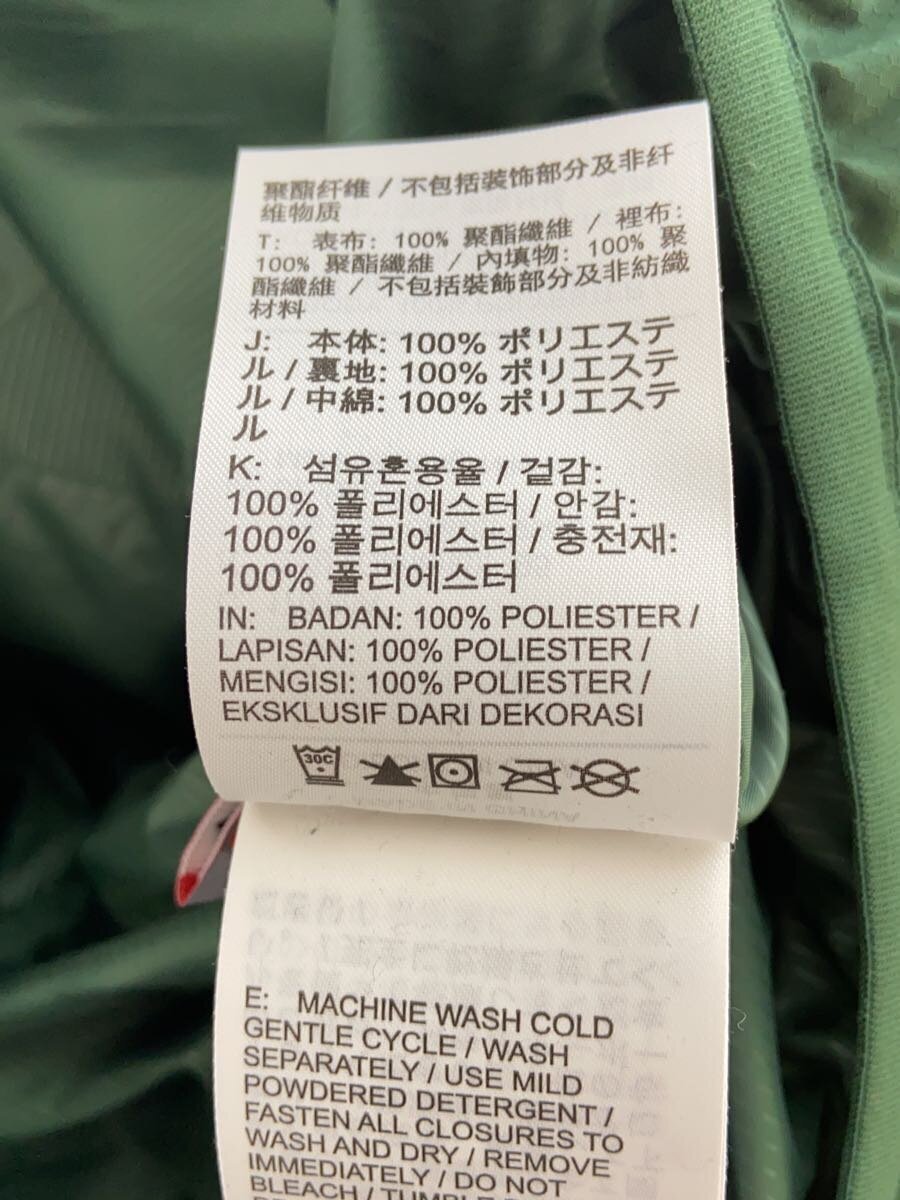 聚酯纤维 / 不包括装饰部分及非纤
维物质
T: 表布: 100% 聚酯纖維 / 裡布:
100% 聚酯纖維 / 內填物: 100% 聚
酯纖維 / 不包括裝飾部分及非紡織
材料
J: 本体: 100% ポリエステ
ル / 裏地: 100% ポリエステ
ル / 中綿: 100% ポリエステ
ル
K: 섬유혼용율 / 겉감:
100% 폴리에스터 / 안감:
100% 폴리에스터 / 충전재:
100% 폴리에스터
IN: BADAN: 100% POLIESTER /
LAPISAN: 100% POLIESTER /
MENGISI: 100% POLIESTER /
EKSKLUSIF DARI DEKORASI
30C
E: MACHINE WASH COLD
GENTLE CYCLE / WASH
SEPARATELY / USE MILD
POWDERED DETERGENT /
FASTEN ALL CLOSURES TO
WASH AND DRY / REMOVE
IMMEDIATELY / DO NOT
BLEACH / TUMBLE